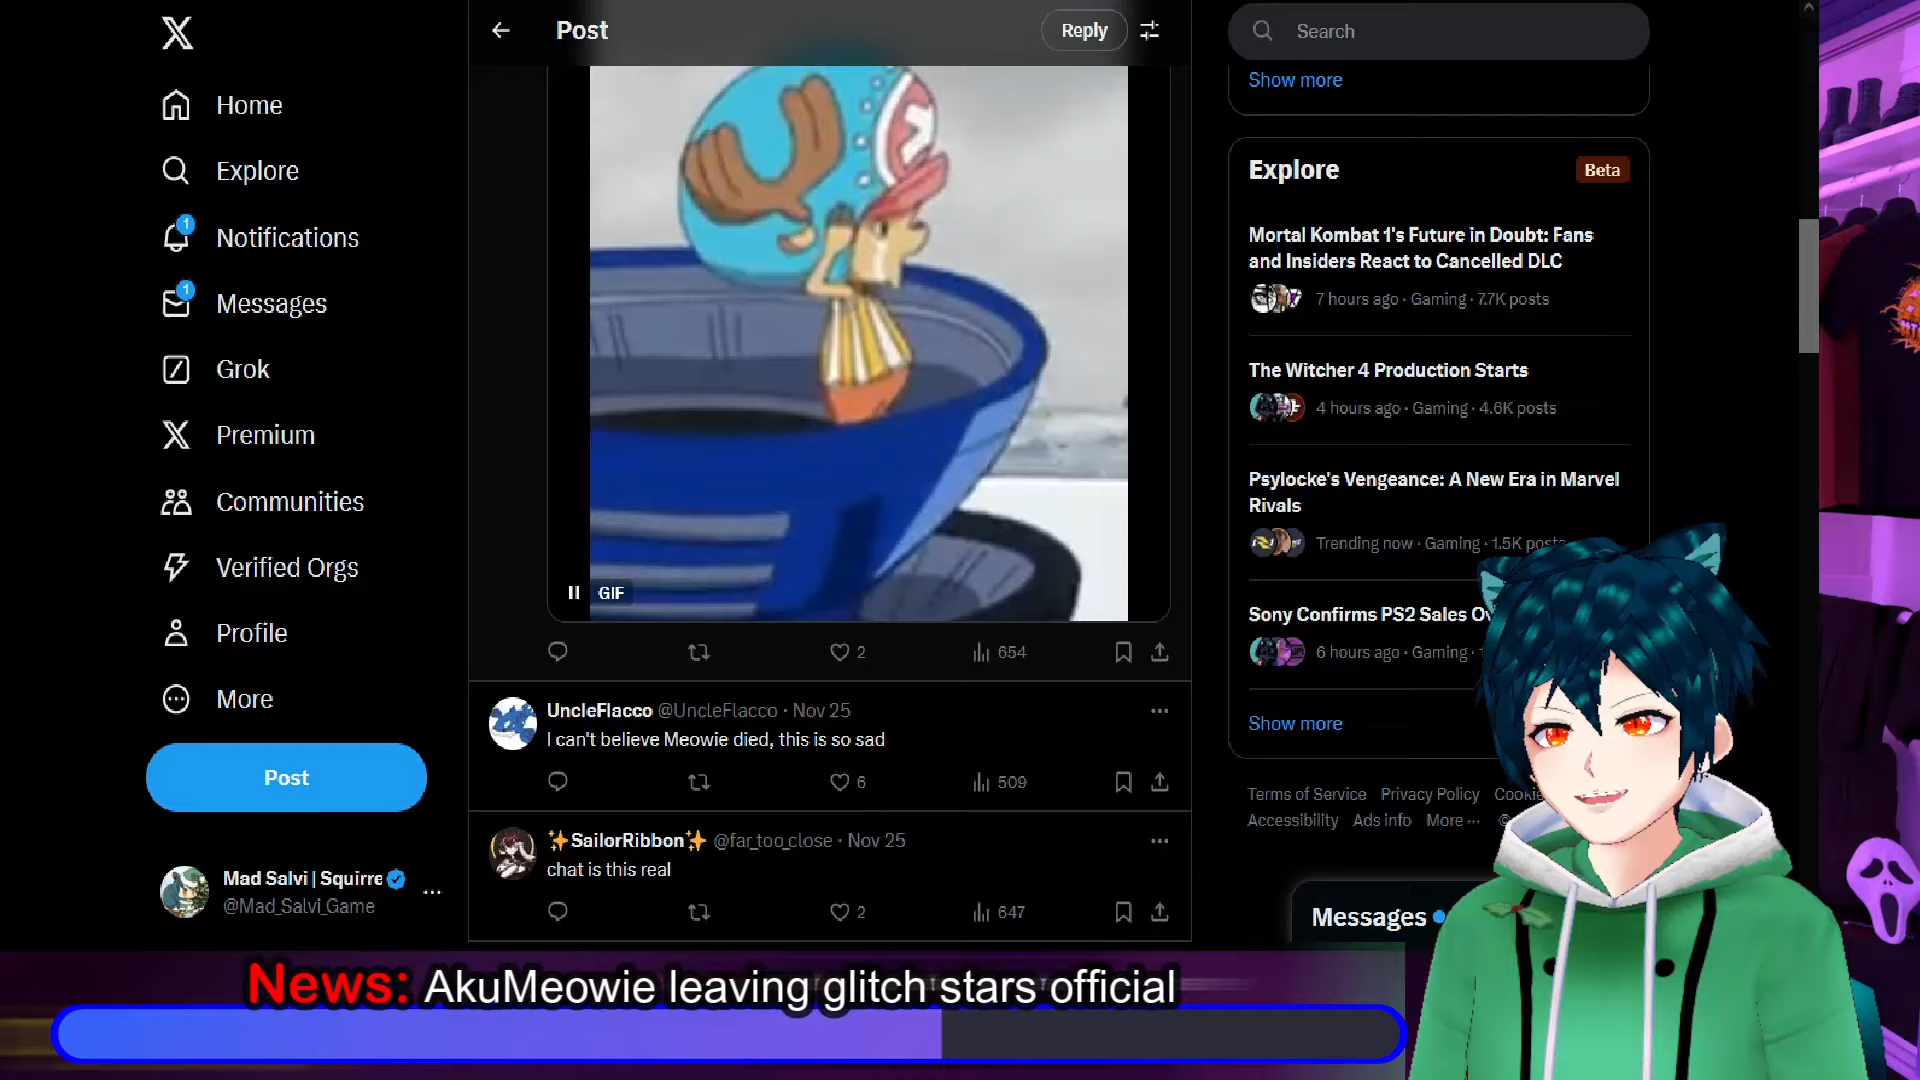 Home
Explore
1
Notifications
1
Messages
Grok
Premium
Communities
Verified Orgs
Profile
More
Post
Mad Salvi | Squirre
@Mad_Salvi_Game
Post
Reply
GIF
2
654
UncleFlacco @UncleFlacco · Nov 25
I can't believe Meowie died, this is so sad
6
509
✨SailorRibbon✨ @far_too_close · Nov 25
chat is this real
2
647
Search
Show more
Explore
Beta
Mortal Kombat 1's Future in Doubt: Fans
and Insiders React to Cancelled DLC
7 hours ago · Gaming · 7.7K posts
The Witcher 4 Production Starts
4 hours ago · Gaming · 4.6K posts
Psylocke's Vengeance: A New Era in Marvel
Rivals
Trending now · Gaming · 1.5K posts
Sony Confirms PS2 Sales
6 hours ago · Gaming ·
Show more
Terms of Service Privacy Policy Cookie
Accessibility Ads info More ···
Messages
News: AkuMeowie leaving glitch stars official